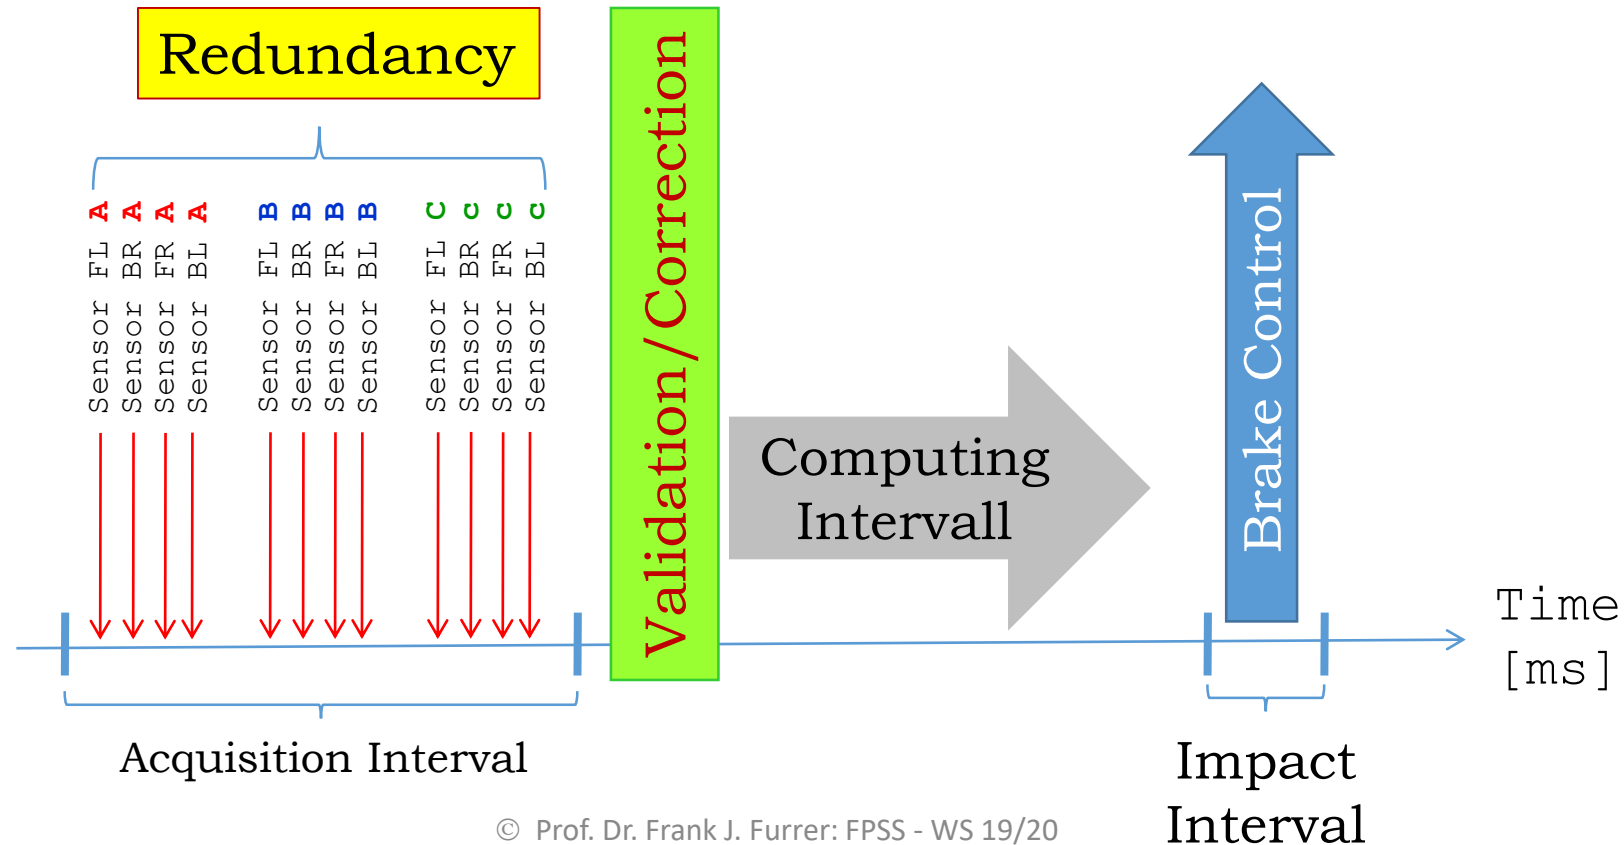 Redundancy
Sensor FL A
Sensor BR A
Sensor FR A
Sensor BL A
Sensor FL B
Sensor BR B
Sensor FR B
Sensor BL B
Sensor FL C
Sensor BR c
Sensor FR c
Sensor BL c
Validation/Correction
Computing
Intervall
Brake Control
Time
[ms]
Acquisition Interval
Impact
Interval
© Prof. Dr. Frank J. Furrer: FPSS - WS 19/20